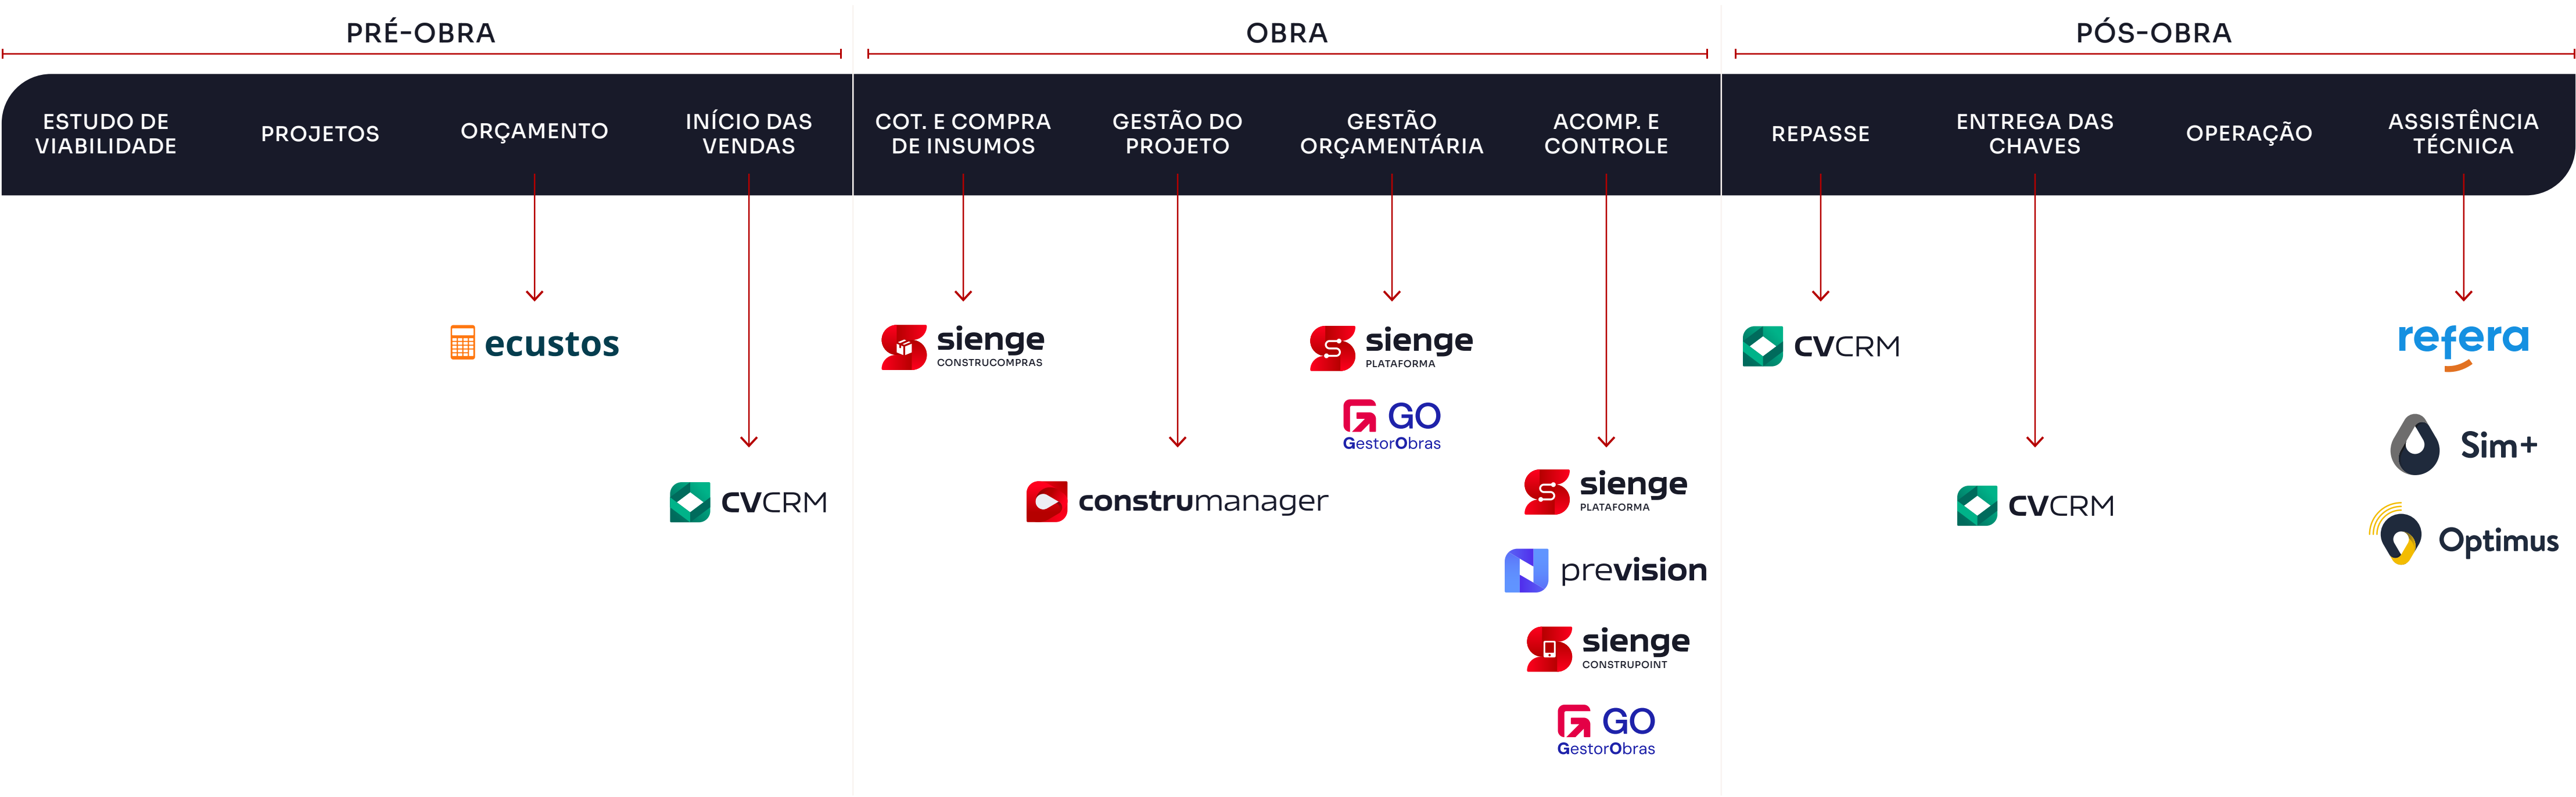 PRÉ-OBRA
OBRA
PÓS-OBRA
ESTUDO DE
VIABILIDADE
PROJETOS
ORÇAMENTO
INÍCIO DAS
VENDAS
COT. E COMPRA
DE INSUMOS
GESTÃO DO
PROJETO
GESTÃO
ORÇAMENTÁRIA
ACOMP. E
CONTROLE
REPASSE
ENTREGA DAS
CHAVES
OPERAÇÃO
ASSISTÊNCIA
TÉCNICA
ecustos
CVCRM
sienge
CONSTRUCOMPRAS
construmanager
sienge
PLATAFORMA
GO
GestorObras
sienge
PLATAFORMA
prevision
sienge
CONSTRUPOINT
GO
GestorObras
CVCRM
CVCRM
refera
Sim+
Optimus